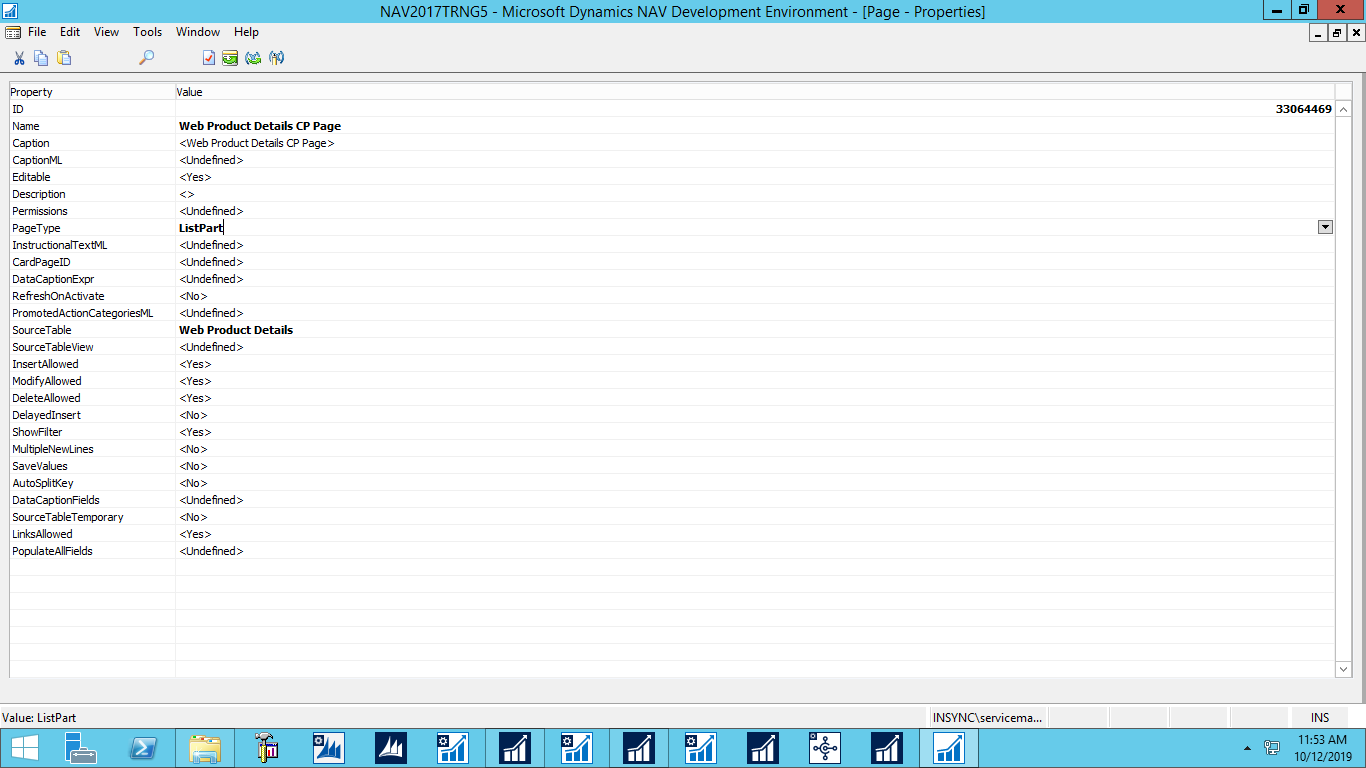 NAV2017TRNG5 - Microsoft Dynamics NAV Development Environment - [Page - Properties]
File Edit View Tools Window Help
Property Value
ID 33064469
Name Web Product Details CP Page
Caption <Web Product Details CP Page>
CaptionML <Undefined>
Editable <Yes>
Description <>
Permissions <Undefined>
PageType ListPart
InstructionalTextML <Undefined>
CardPageID <Undefined>
DataCaptionExpr <Undefined>
RefreshOnActivate <No>
PromotedActionCategoriesML <Undefined>
SourceTable Web Product Details
SourceTableView <Undefined>
InsertAllowed <Yes>
ModifyAllowed <Yes>
DeleteAllowed <Yes>
DelayedInsert <No>
ShowFilter <Yes>
MultipleNewLines <No>
SaveValues <No>
AutoSplitKey <No>
DataCaptionFields <Undefined>
SourceTableTemporary <No>
LinksAllowed <Yes>
PopulateAllFields <Undefined>
Value: ListPart INSYNC\servicema... INS
11:53 AM
10/12/2019